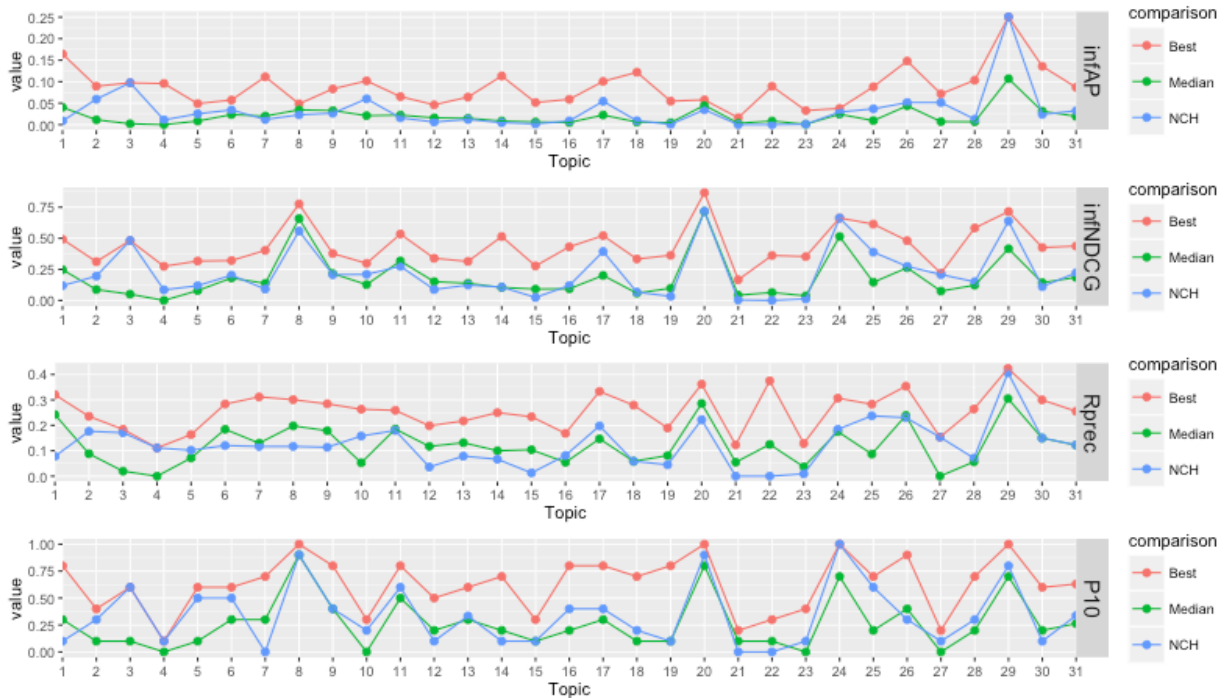 comparison
Best
Median
NCH
infAP
value
0.25
0.20
0.15
0.10
0.05
0.00
1 2 3 4 5 6 7 8 9 10 11 12 13 14 15 16 17 18 19 20 21 22 23 24 25 26 27 28 29 30 31
Topic
comparison
Best
Median
NCH
infNDCG
value
0.75
0.50
0.25
0.00
1 2 3 4 5 6 7 8 9 10 11 12 13 14 15 16 17 18 19 20 21 22 23 24 25 26 27 28 29 30 31
Topic
comparison
Best
Median
NCH
Rprec
value
0.4
0.3
0.2
0.1
0.0
1 2 3 4 5 6 7 8 9 10 11 12 13 14 15 16 17 18 19 20 21 22 23 24 25 26 27 28 29 30 31
Topic
comparison
Best
Median
NCH
P10
value
1.00
0.75
0.50
0.25
0.00
1 2 3 4 5 6 7 8 9 10 11 12 13 14 15 16 17 18 19 20 21 22 23 24 25 26 27 28 29 30 31
Topic